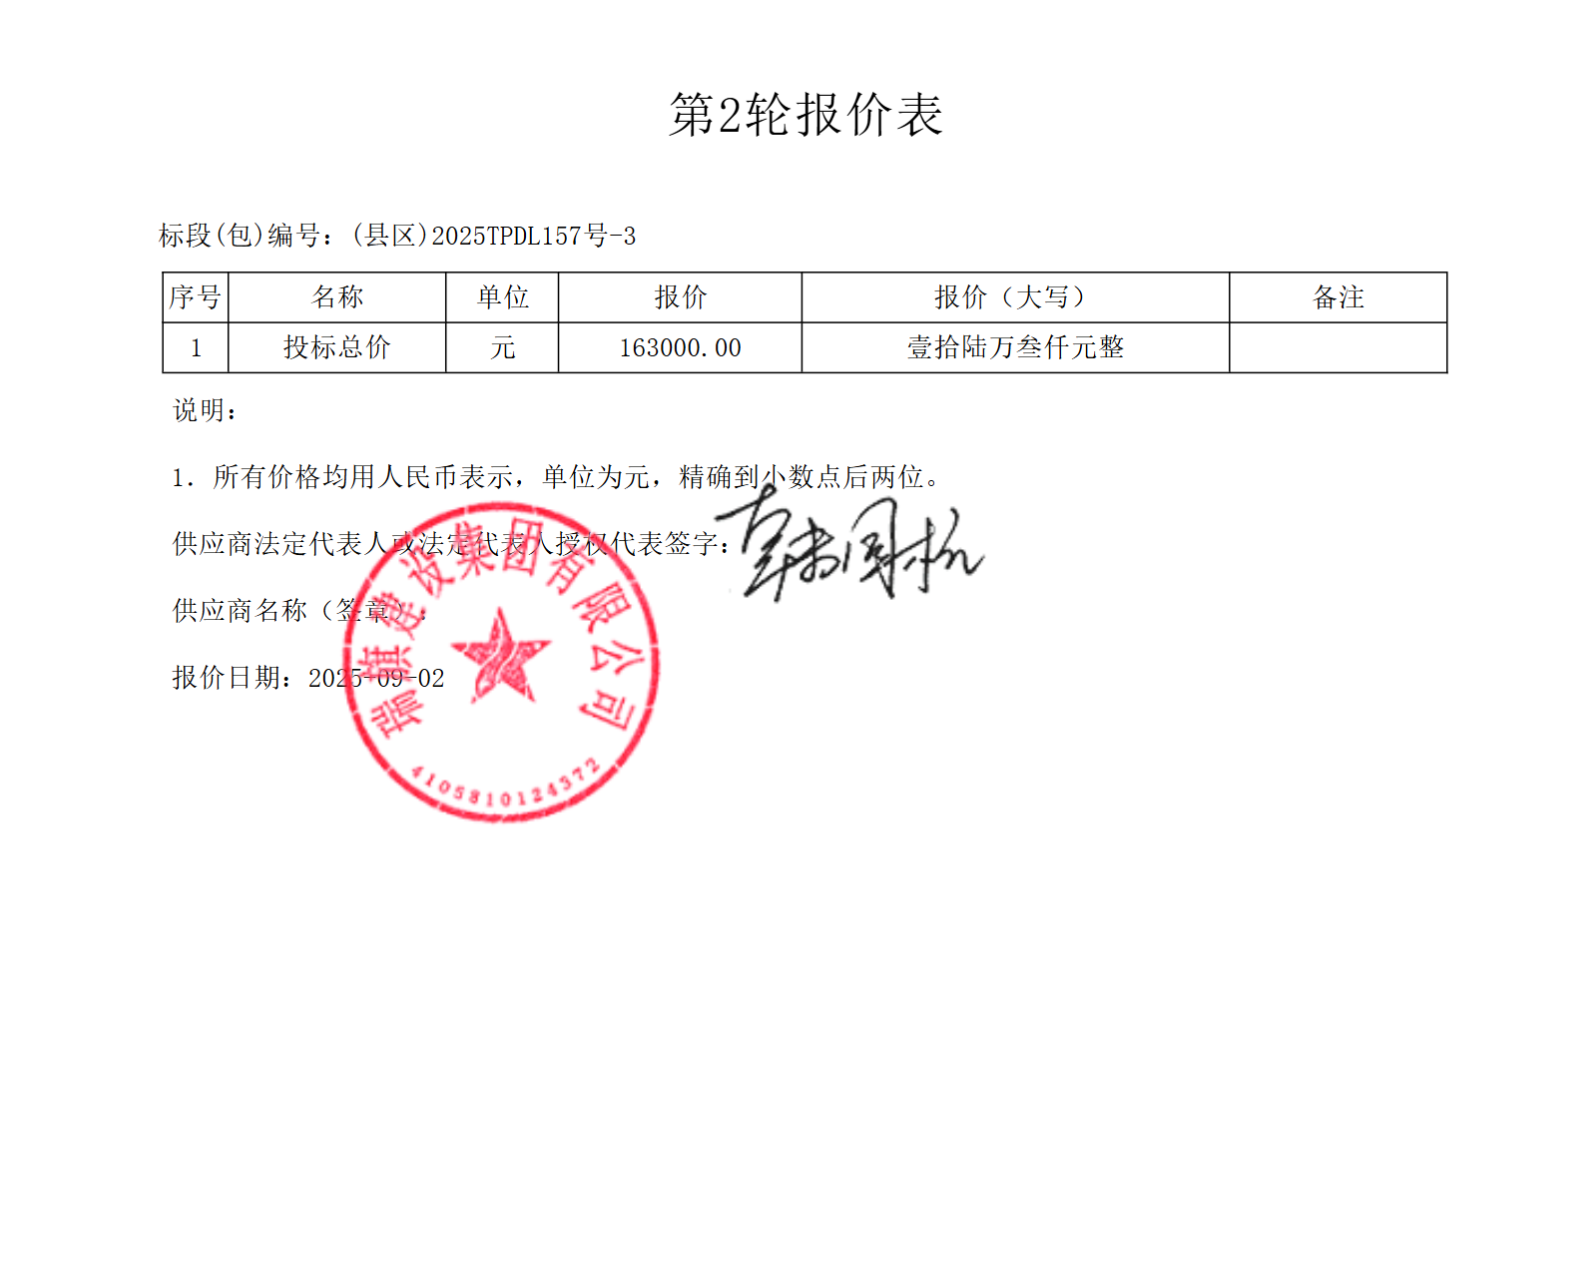 第2轮报价表
标段(包)编号：(县区)2025TPDL157号-3
序号 名称 单位 报价 报价（大写） 备注
1 投标总价 元 163000.00 壹拾陆万叁仟元整
说明：
1. 所有价格均用人民币表示，单位为元，精确到小数点后两位。
供应商法定代表人或法定代表人授权代表签字：
供应商名称（签章）：
报价日期：2025-09-02
瑞旗建设集团有限公司
4105810124372